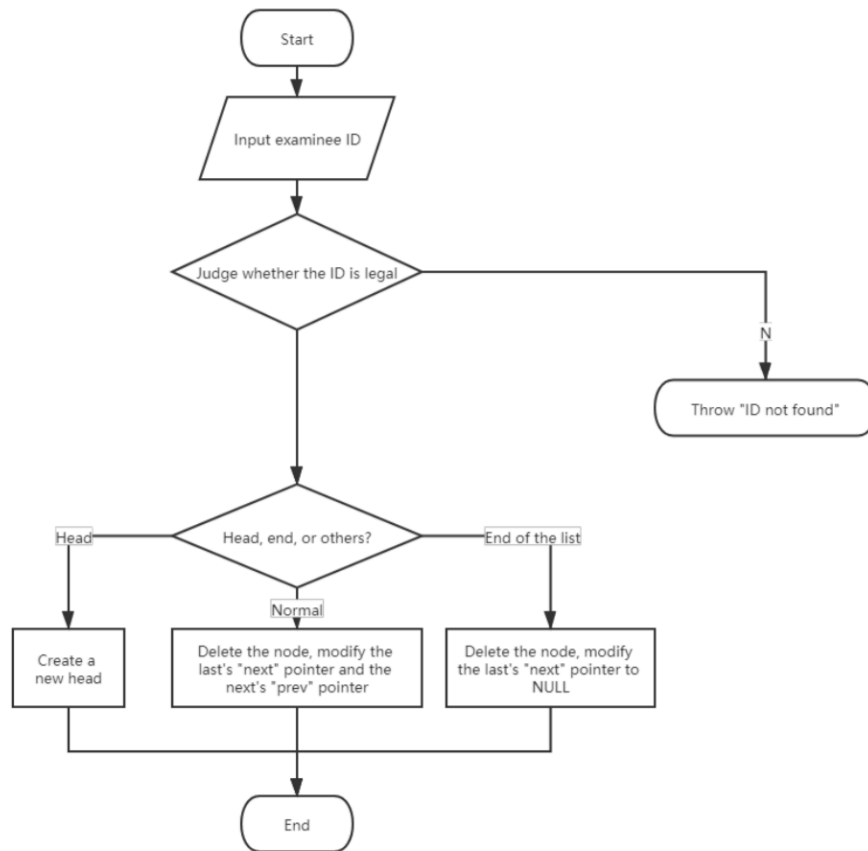 Start
Input examinee ID
Judge whether the ID is legal
N
Throw "ID not found"
Head, end, or others?
Head
End of the list
Normal
Create a
new head
Delete the node, modify the
last's "next" pointer and the
next's "prev" pointer
Delete the node, modify
the last's "next" pointer to
NULL
End